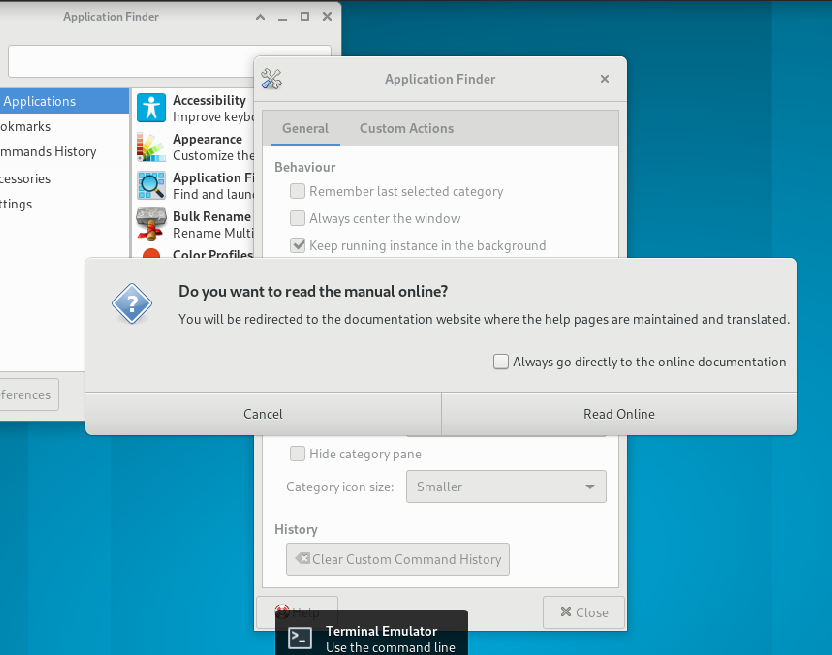 Application Finder
Applications
okmarks
mmands History
cessories
ttings
Accessibility
Improve keybo
Appearance
Customize the
Application Fi
Find and laun
Bulk Rename
Rename Multi
Color Profiles
ferences
Application Finder
General
Custom Actions
Behaviour
Remember last selected category
Always center the window
Keep running instance in the background
Do you want to read the manual online?
You will be redirected to the documentation website where the help pages are maintained and translated.
Always go directly to the online documentation
Cancel
Read Online
Hide category pane
Category icon size:
Smaller
History
Clear Custom Command History
Help
Close
Terminal Emulator
Use the command line